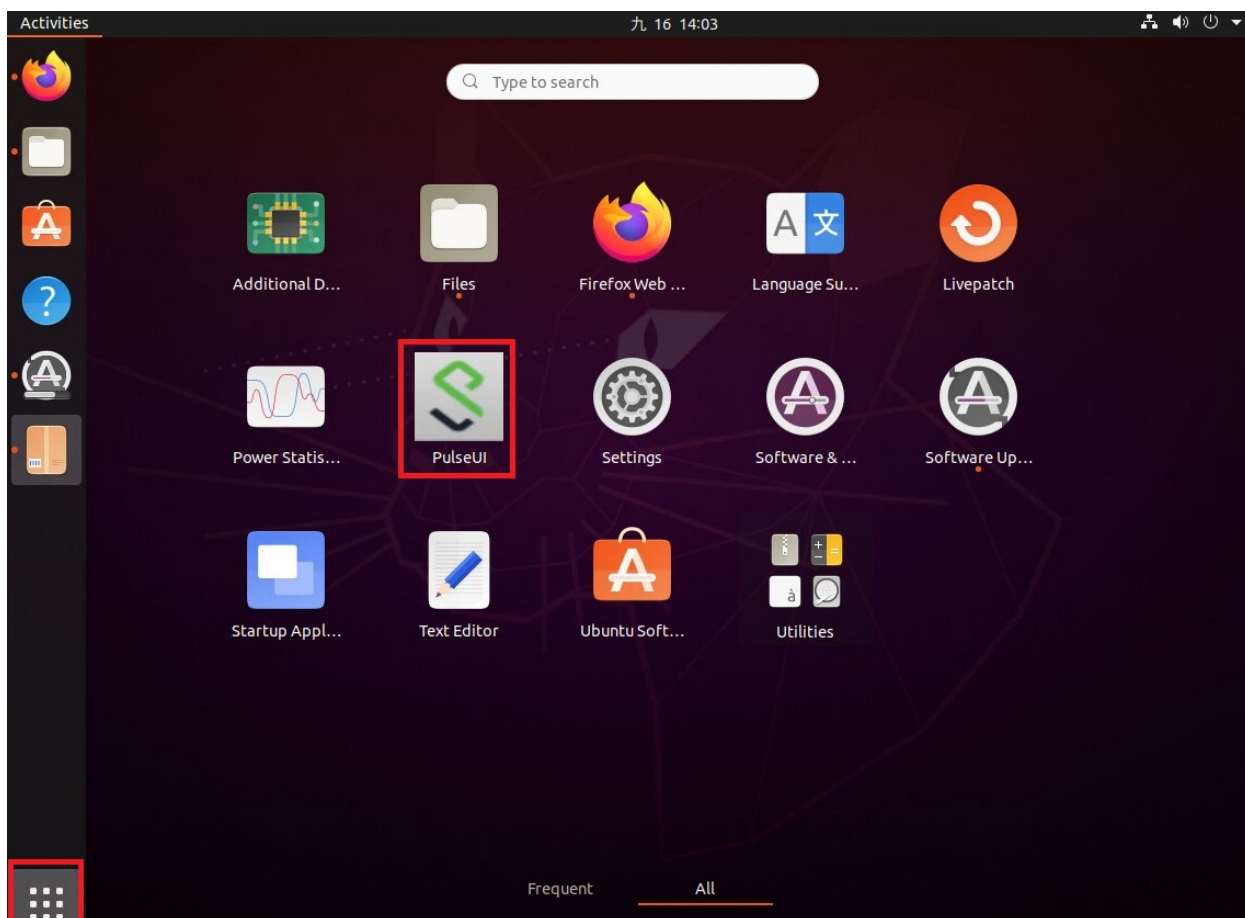 Activities
九 16 14:03
Type to search
Additional D...
Files
Firefox Web ...
Language Su...
Livepatch
Power Statis...
PulseUI
Settings
Software & ...
Software Up...
Startup Appl...
Text Editor
Ubuntu Soft...
Utilities
Frequent
All